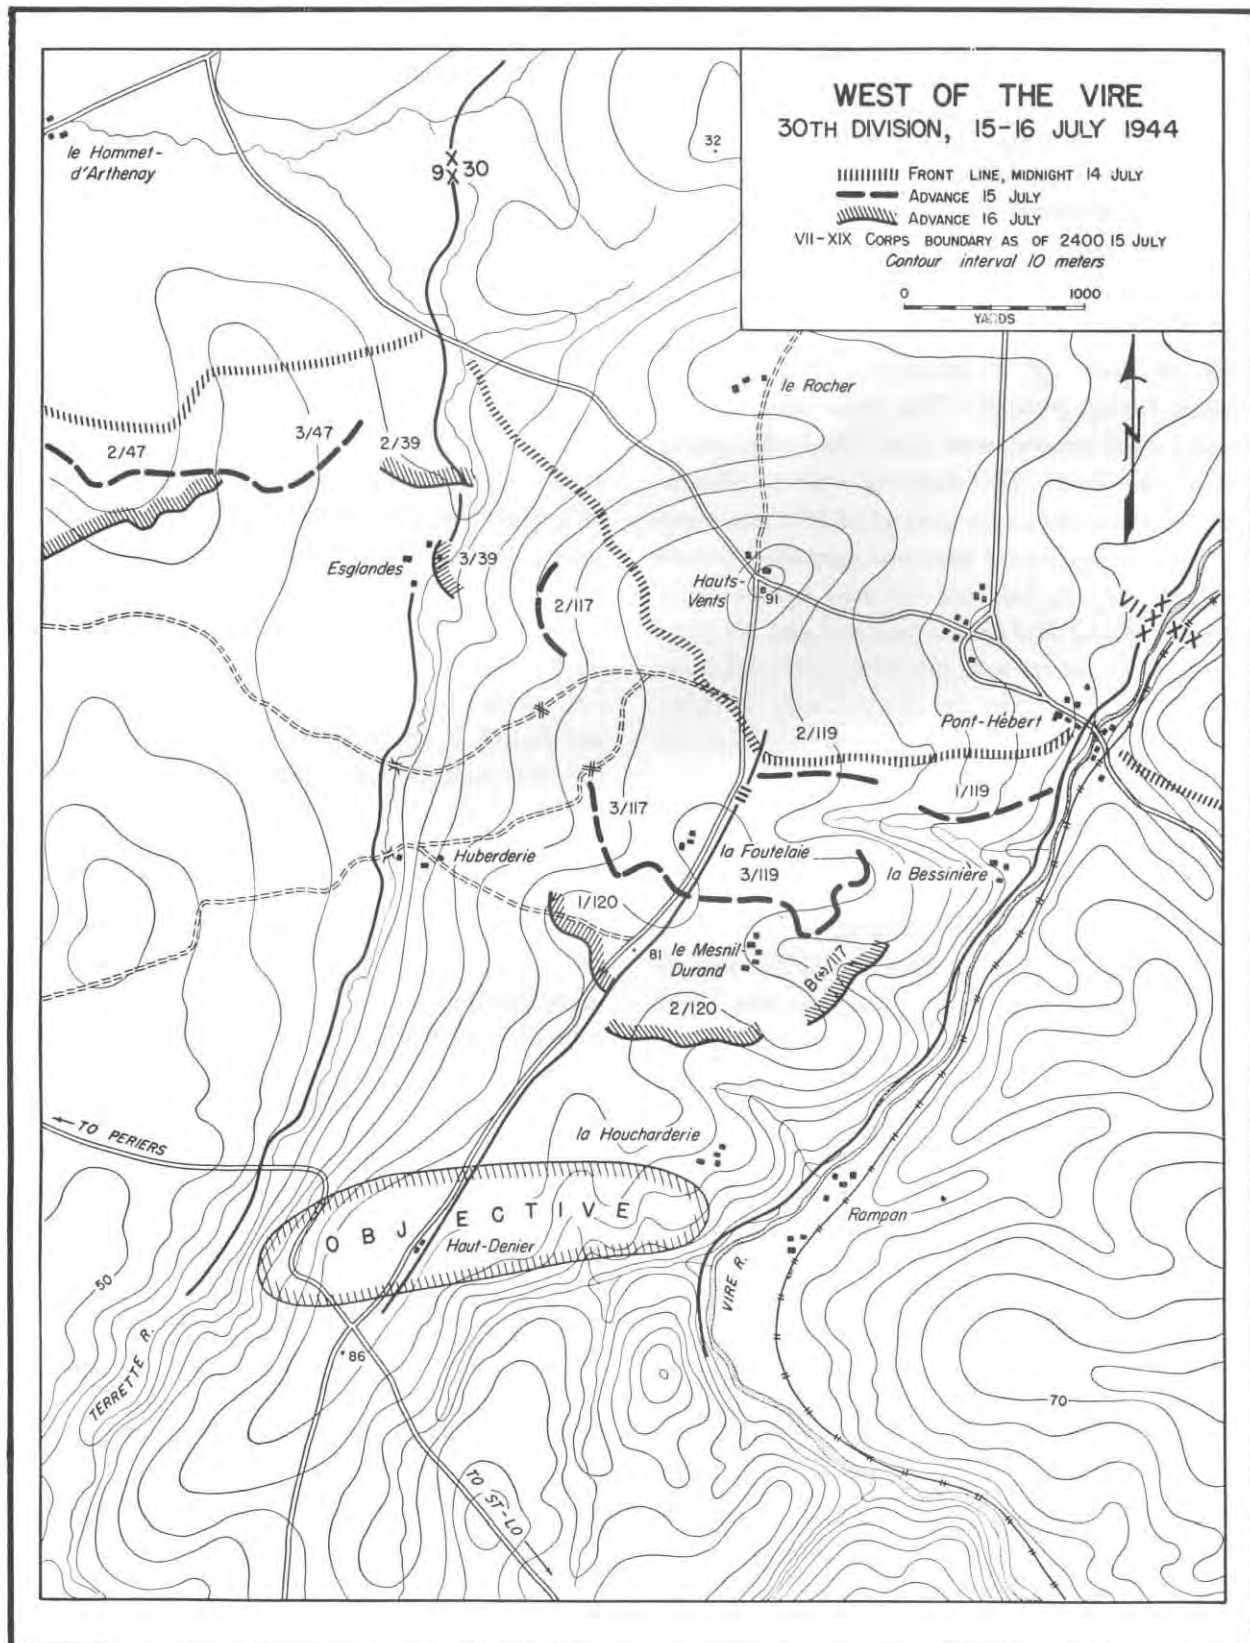 WEST OF THE VIRE
30TH DIVISION, 15-16 JULY 1944
FRONT LINE, MIDNIGHT 14 JULY
ADVANCE 15 JULY
ADVANCE 16 JULY
VII-XIX CORPS BOUNDARY AS OF 2400 15 JULY
Contour interval 10 meters
0 1000
YARDS
32
le Hommet-
d'Arthenay
9 XX 30
le Rocher
N
3/47
2/47
2/39
Esglandes
3/39
2/117
Hauts-
Vents
91
VII XXX XIX
Pont-Hébert
2/119
1/119
3/117
Huberderie
la Foutelaie
3/119
la Bessinière
1/120
81
le Mesnil-
Durand
B(+)/117
2/120
← TO PERIERS
la Houcharderie
OBJECTIVE
Haut-Denier
Rampan
VIRE R.
50
TERRETTE R.
86
70
TO ST-LO →